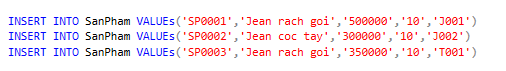 INSERT INTO SanPham VALUEs('SP0001','Jean rach goi','500000','10','J001')
INSERT INTO SanPham VALUEs('SP0002','Jean coc tay','300000','10','J002')
INSERT INTO SanPham VALUEs('SP0003','Jean rach goi','350000','10','T001')